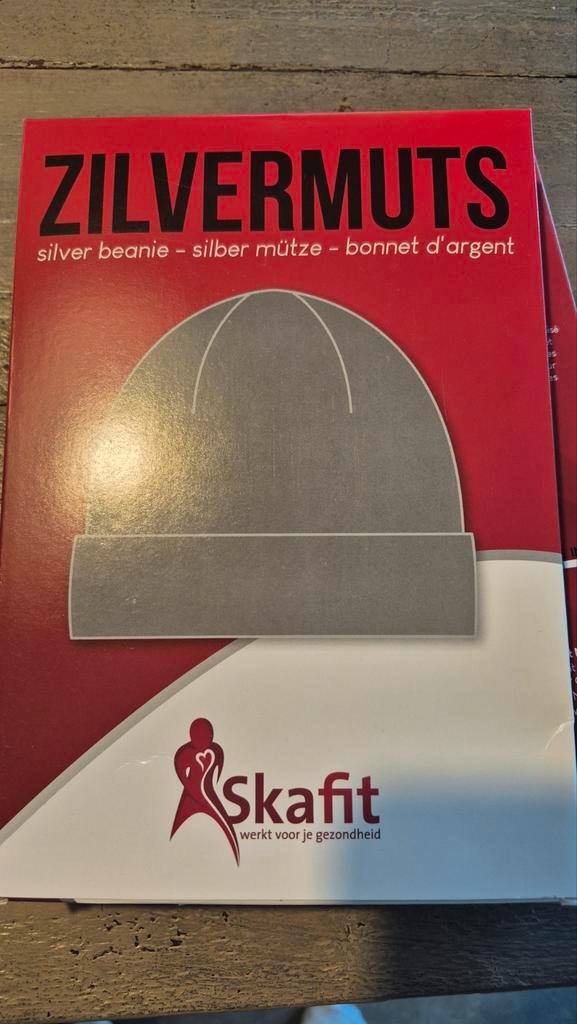 ZILVERMUTS
silver beanie – silber mütze – bonnet d'argent
Skafit
werkt voor je gezondheid